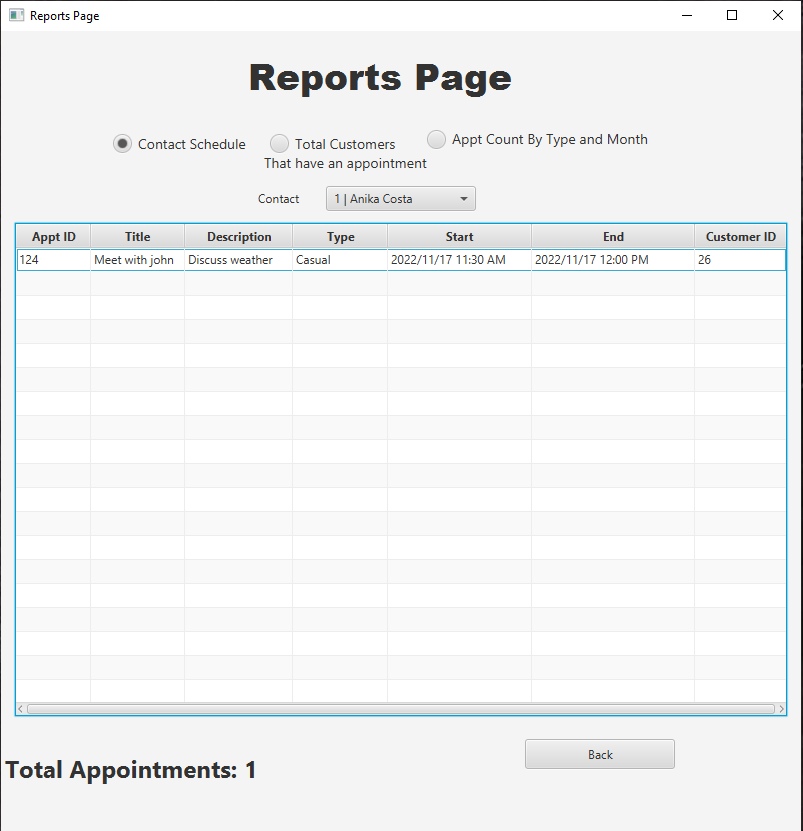 Reports Page
Reports Page
Contact Schedule Total Customers Appt Count By Type and Month
That have an appointment
Contact 1 | Anika Costa
Appt ID Title Description Type Start End Customer ID
124 Meet with john Discuss weather Casual 2022/11/17 11:30 AM 2022/11/17 12:00 PM 26
Back
Total Appointments: 1